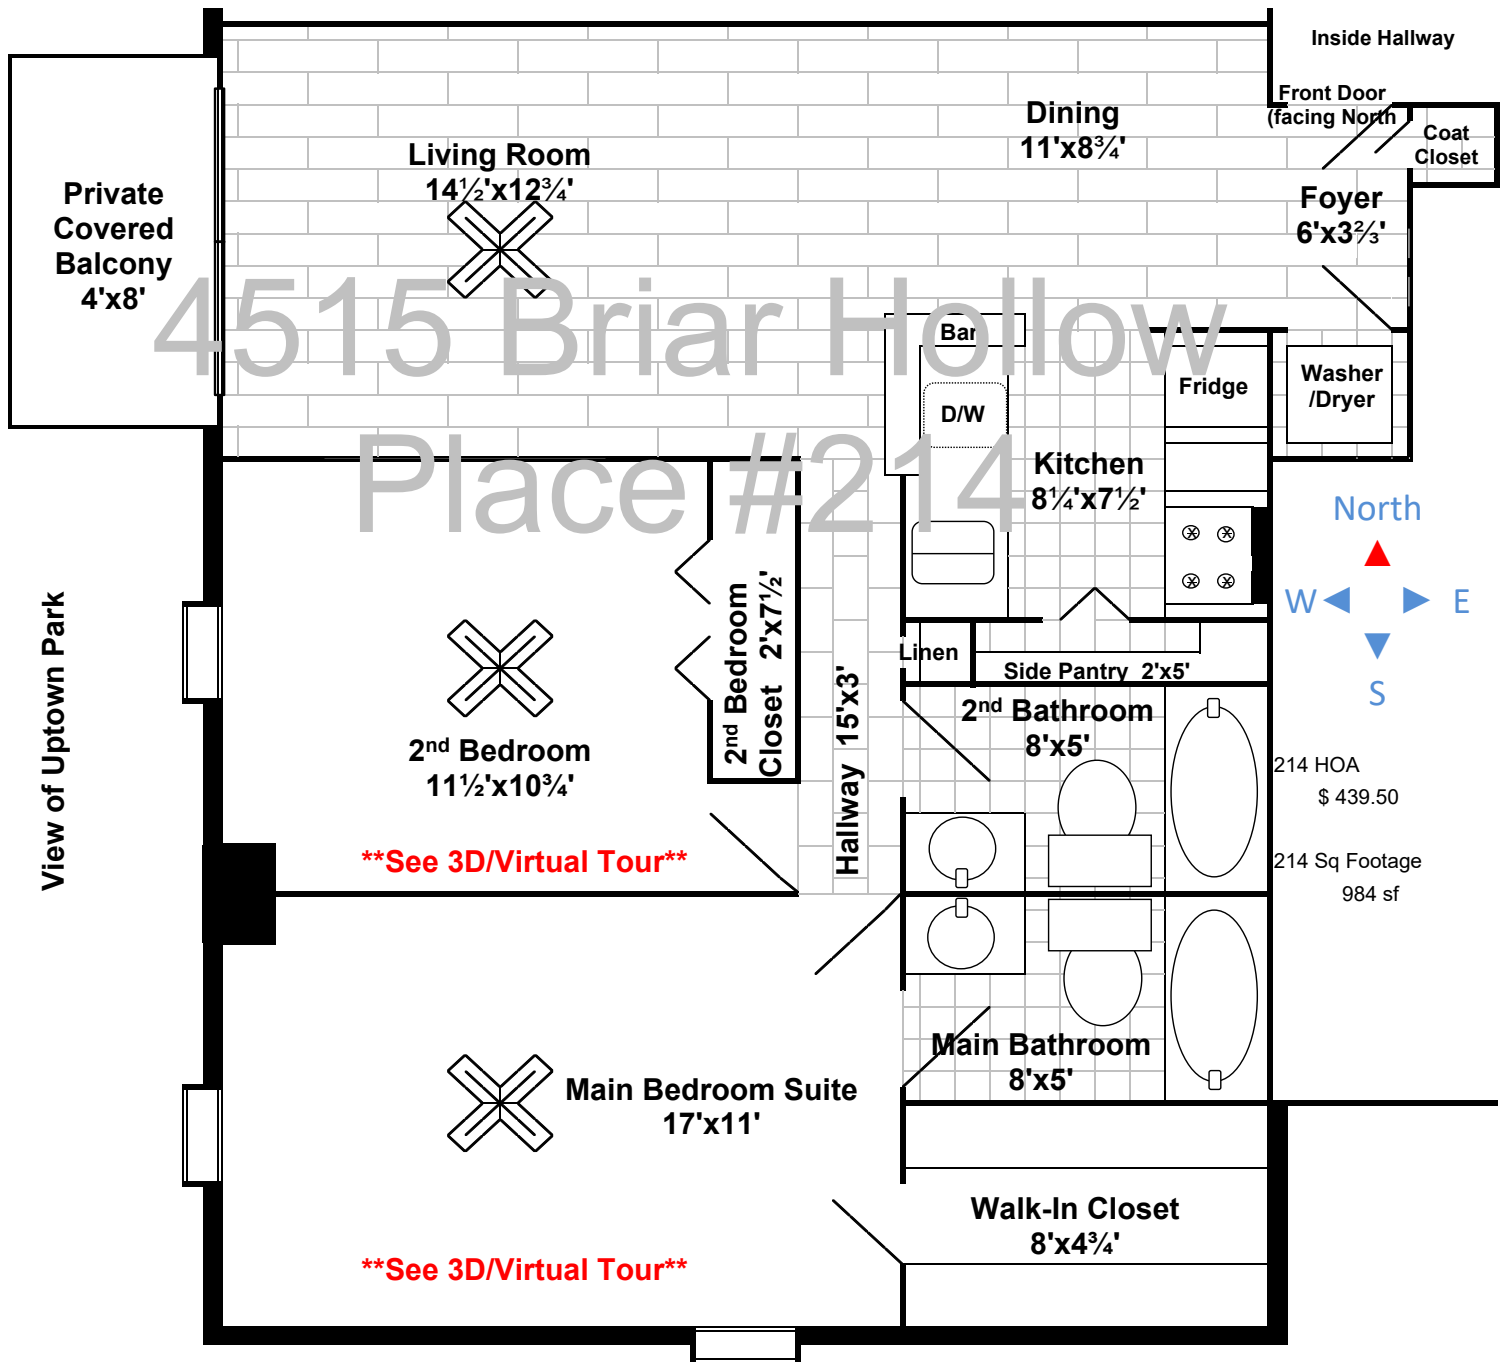 Inside Hallway
Front Door
(facing North
Coat
Closet
Dining
11'x8¾'
Living Room
14½'x12¾'
Private
Covered
Balcony
4'x8'
Foyer
6'x3⅔'
4515 Briar Hollow
Place #214
Bar
D/W
Fridge
Washer
/Dryer
Kitchen
8¼'x7½'
North
W
E
S
2nd Bedroom
Closet 2'x7½'
Linen
Side Pantry 2'x5'
Hallway 15'x3'
2nd Bathroom
8'x5'
View of Uptown Park
2nd Bedroom
11½'x10¾'
**See 3D/Virtual Tour**
214 HOA
$ 439.50
214 Sq Footage
984 sf
Main Bathroom
8'x5'
Main Bedroom Suite
17'x11'
Walk-In Closet
8'x4¾'
**See 3D/Virtual Tour**